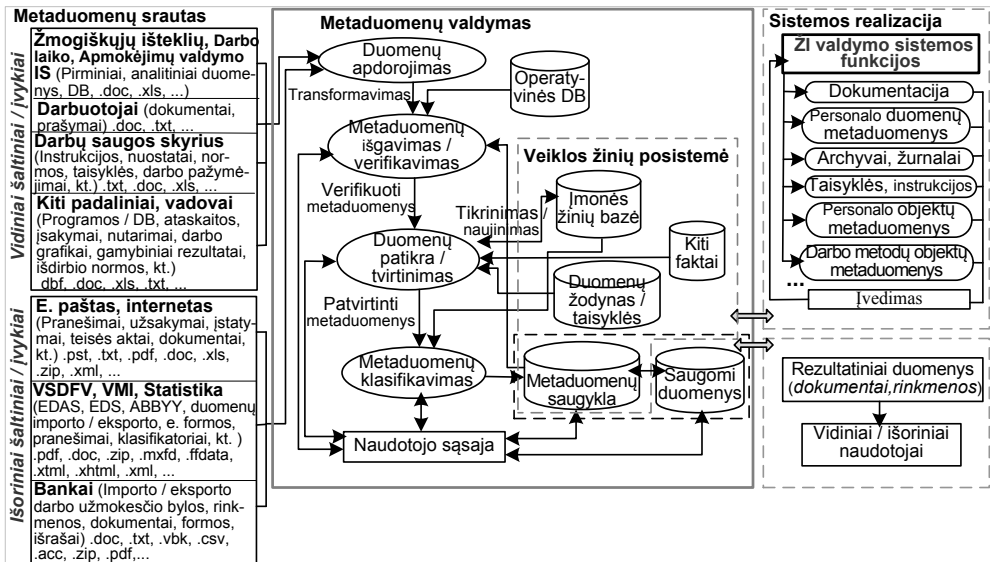 Metaduomenų srautas
Vidiniai šaltiniai / įvykiai
Žmogiškųjų išteklių, Darbo
laiko, Apmokėjimų valdymo
IS (Pirminiai, analitiniai duome-
nys, DB, .doc, .xls, ...)
Darbuotojai (dokumentai,
prašymai) .doc, .txt, ...
Darbų saugos skyrius
(Instrukcijos, nuostatai, nor-
mos, taisyklės, darbo pažymė-
jimai, kt.) .txt, .doc, .xls, ...
Kiti padaliniai, vadovai
(Programos / DB, ataskaitos,
įsakymai, nutarimai, darbo
grafikai, gamybiniai rezultatai,
išdirbio normos, kt.)
dbf, .doc, .xls, .txt, ...
Išoriniai šaltiniai / įvykiai
E. paštas, internetas
(Pranešimai, užsakymai, įstaty-
mai, teisės aktai, dokumentai,
kt.) .pst, .txt, .pdf, .doc, .xls,
.zip, .xml, ...
VSDFV, VMI, Statistika
(EDAS, EDS, ABBYY, duomenų
importo / eksporto, e. formos,
pranešimai, klasifikatoriai, kt. )
.pdf, .doc, .zip, .mxfd, .ffdata,
.xtml, .xhtml, .xml, ...
Bankai (Importo / eksporto
darbo užmokesčio bylos, rink-
menos, dokumentai, formos,
išrašai) .doc, .txt, .vbk, .csv,
.acc, .zip, .pdf,...
Metaduomenų valdymas
Duomenų
apdorojimas
Transformavimas
Operaty-
vinės DB
Metaduomenų
išgavimas /
verifikavimas
Verifikuoti
metaduomenys
Veiklos žinių posistemė
Tikrinimas /
naujinimas
Įmonės
žinių bazė
Kiti
faktai
Duomenų
patikra /
tvirtinimas
Duomenų
žodynas /
taisyklės
Patvirtinti
metaduomenys
Metaduomenų
klasifikavimas
Metaduomenų
saugykla
Saugomi
duomenys
Naudotojo sąsaja
Sistemos realizacija
ŽI valdymo sistemos
funkcijos
Dokumentacija
Personalo duomenų
metaduomenys
Archyvai, žurnalai
Taisyklės, instrukcijos
Personalo objektų
metaduomenys
Darbo metodų objektų
metaduomenys
...
Įvedimas
Rezultatiniai duomenys
(dokumentai,rinkmenos)
Vidiniai / išoriniai
naudotojai